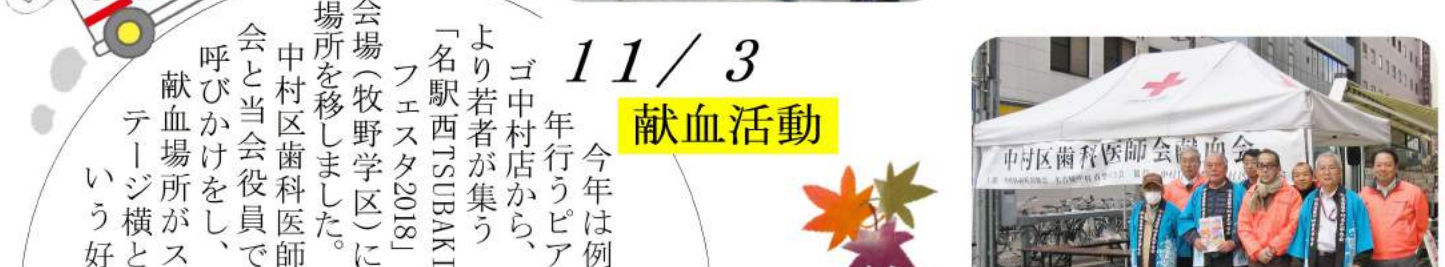 11/3
献血活動
今年は例
年行うピア
ゴ中村店から、
より若者が集う
「名駅西TSUBAKI
フェスタ2018」
会場（牧野学区）に
場所を移しました。
中村区歯科医師
会と当会役員で
呼びかけをし、
献血場所がス
テージ横と
いう好
中村区歯科医師会献血会